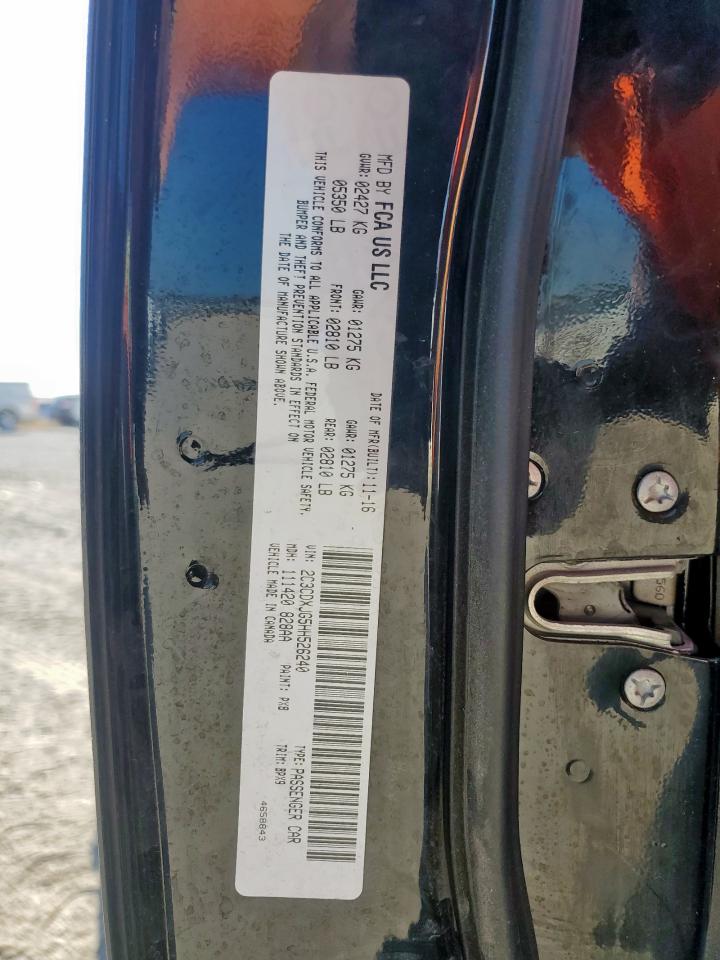 MFD BY FCA US LLC
DATE OF MFR(BUILT): 11-16
GVWR: 02427 KG
GAWR: 01275 KG
GAWR: 01275 KG
05350 LB
FRONT: 02810 LB
REAR: 02810 LB
THIS VEHICLE CONFORMS TO ALL APPLICABLE U.S.A. FEDERAL MOTOR VEHICLE SAFETY,
BUMPER AND THEFT PREVENTION STANDARDS IN EFFECT ON
THE DATE OF MANUFACTURE SHOWN ABOVE.
VIN: 2C3CDXJG5HH526240
TYPE: PASSENGER CAR
MDH: 111420 828AA
PAINT: PX8
TRIM: BPX9
VEHICLE MADE IN CANADA
4658843